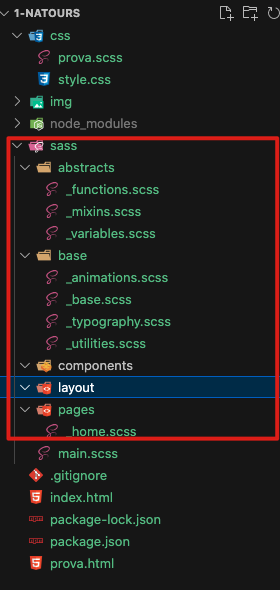 1-NATOURS
css
prova.scss
style.css
img
node_modules
sass
abstracts
_functions.scss
_mixins.scss
_variables.scss
base
_animations.scss
_base.scss
_typography.scss
_utilities.scss
components
layout
pages
_home.scss
main.scss
.gitignore
index.html
package-lock.json
package.json
prova.html